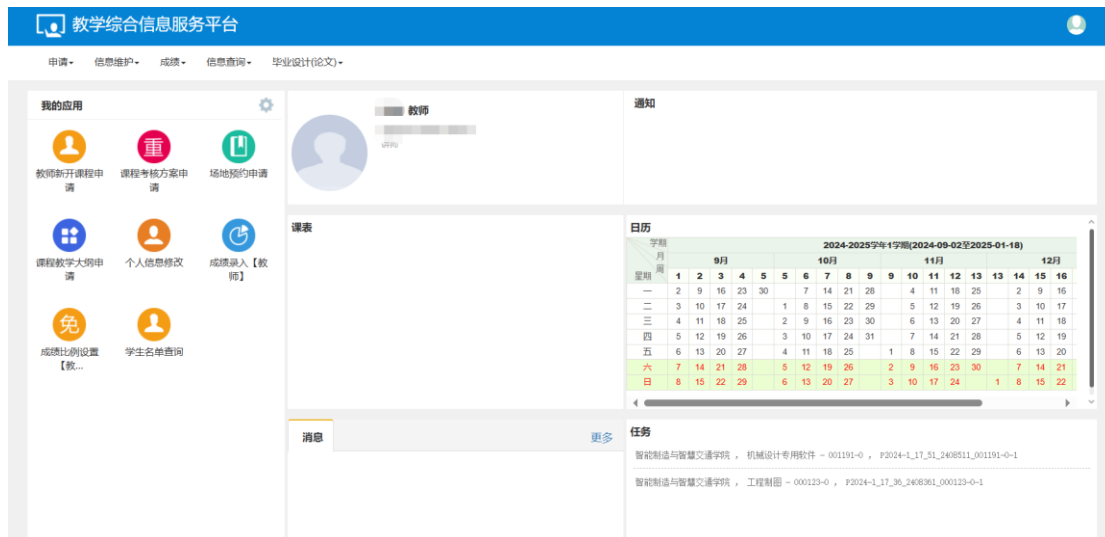 教学综合信息服务平台
申请 信息维护 成绩 信息查询 毕业设计(论文)
我的应用
教师新开课程申
请
课程考核方案申
请
场地预约申请
课程教学大纲申
请
个人信息修改
成绩录入【教
师】
成绩比例设置
【教...
学生名单查询
重
免
教师
通知
课表
日历
学期
月
周
星期
2024-2025学年1学期(2024-09-02至2025-01-18)
9月 10月 11月 12月
1 2 3 4 5 5 6 7 8 9 9 10 11 12 13 13 14 15 16
一 2 9 16 23 30 7 14 21 28 4 11 18 25 2 9 16
二 3 10 17 24 1 8 15 22 29 5 12 19 26 3 10 17
三 4 11 18 25 2 9 16 23 30 6 13 20 27 4 11 18
四 5 12 19 26 3 10 17 24 31 7 14 21 28 5 12 19
五 6 13 20 27 4 11 18 25 1 8 15 22 29 6 13 20
六 7 14 21 28 5 12 19 26 2 9 16 23 30 7 14 21
日 8 15 22 29 6 13 20 27 3 10 17 24 1 8 15 22
消息 更多
任务
智能制造与智慧交通学院 ， 机械设计专用软件 - 001191-0 ， P2024-1_17_51_2408511_001191-0-1
智能制造与智慧交通学院 ， 工程制图 - 000123-0 ， P2024-1_17_36_2408361_000123-0-1